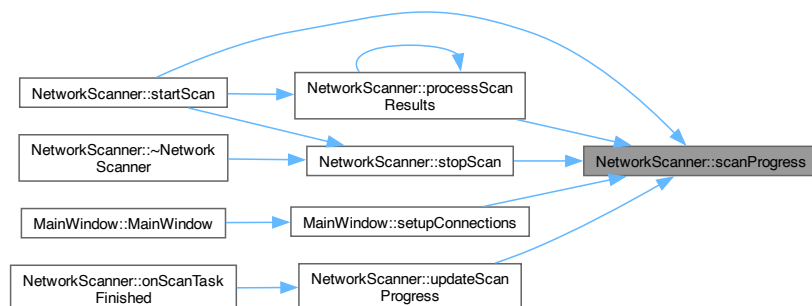 NetworkScanner::startScan
NetworkScanner::processScan
Results
NetworkScanner::~Network
Scanner
NetworkScanner::stopScan
NetworkScanner::scanProgress
MainWindow::MainWindow
MainWindow::setupConnections
NetworkScanner::onScanTask
Finished
NetworkScanner::updateScan
Progress